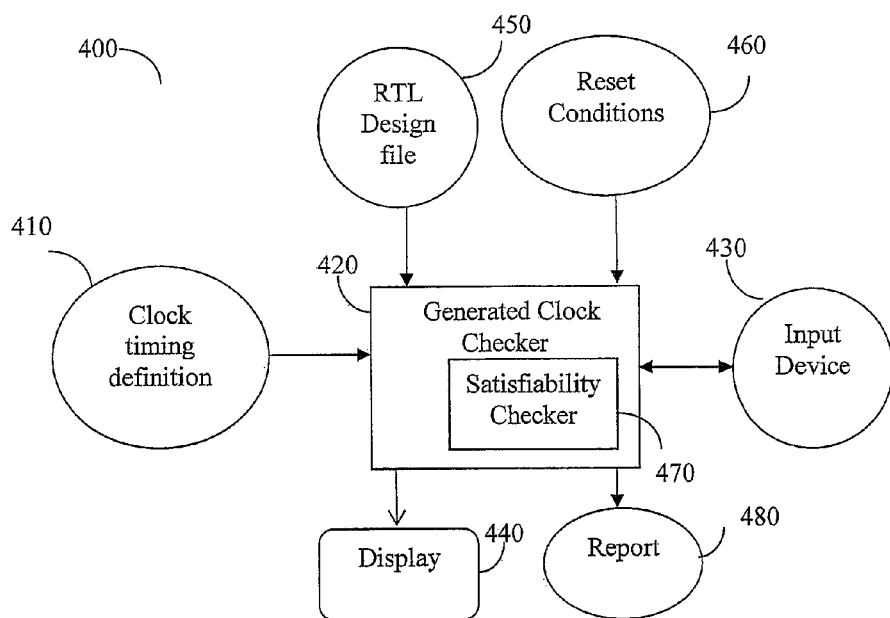 400
450
RTL
Design
file
460
Reset
Conditions
410
Clock
timing
definition
420
Generated Clock
Checker
Satisfiability
Checker
470
430
Input
Device
Display
440
Report
480